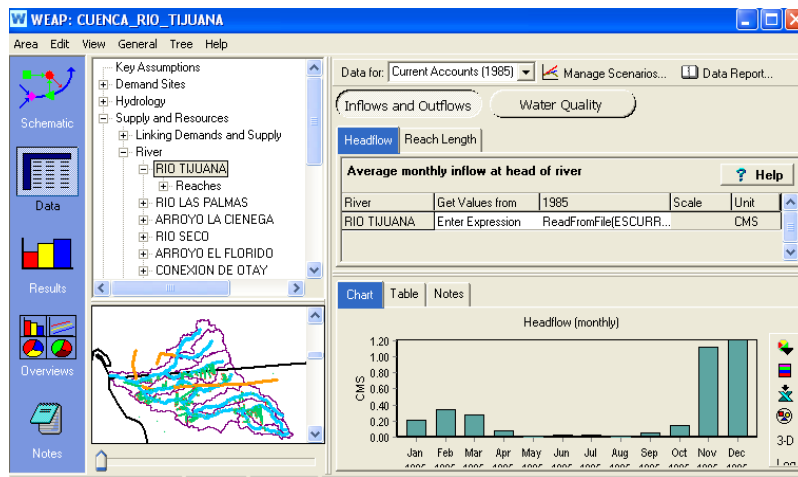 WEAP: CUENCA_RIO_TIJUANA
Area Edit View General Tree Help
Schematic
Data
Results
Overviews
Notes
Key Assumptions
Demand Sites
Hydrology
Supply and Resources
Linking Demands and Supply
River
RIO TIJUANA
Reaches
RIO LAS PALMAS
ARROYO LA CIENEGA
RIO SECO
ARROYO EL FLORIDO
CONEXION DE OTAY
Data for: Current Accounts (1985) Manage Scenarios... Data Report...
Inflows and Outflows Water Quality
Headflow Reach Length
Average monthly inflow at head of river ? Help
River Get Values from 1985 Scale Unit
RIO TIJUANA Enter Expression ReadFromFile(ESCURR... CMS
Chart Table Notes
Headflow (monthly)
CMS
1.20
1.00
0.80
0.60
0.40
0.20
0.00
Jan Feb Mar Apr May Jun Jul Aug Sep Oct Nov Dec
3-D